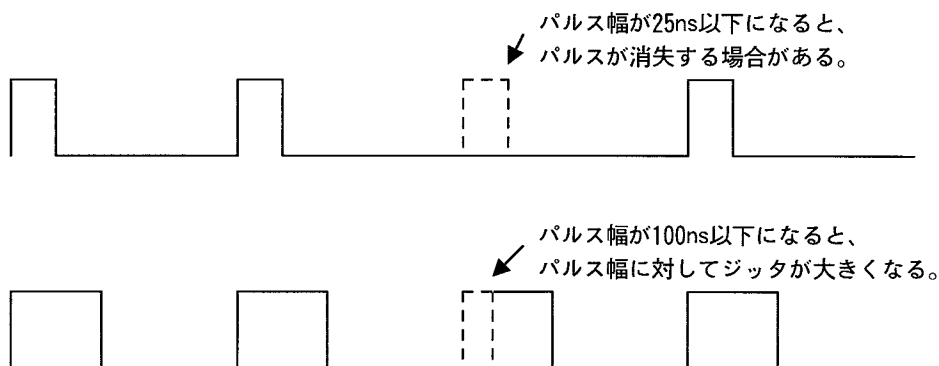 パルス幅が25ns以下になると、
パルスが消失する場合がある。
パルス幅が100ns以下になると、
パルス幅に対してジッタが大きくなる。